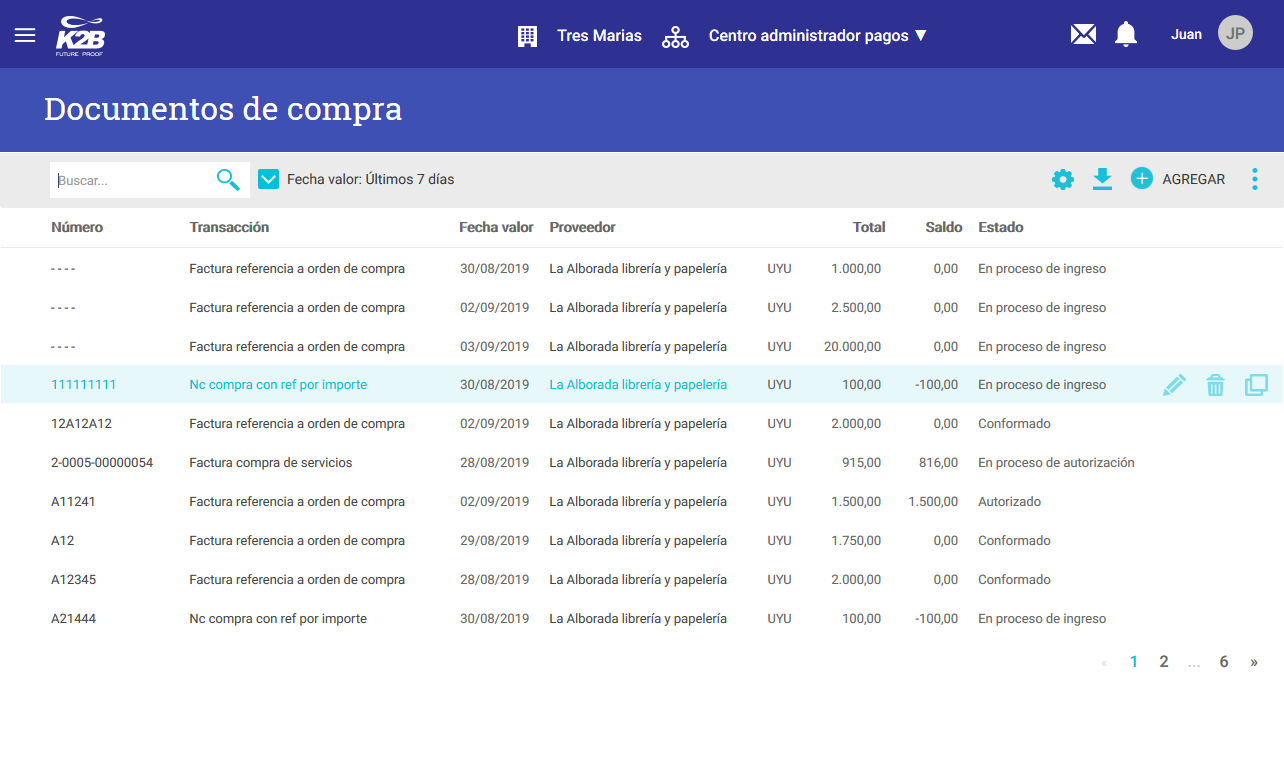 K2B
FUTURE PROOF
Tres Marias
Centro administrador pagos ▼
Juan
JP
Documentos de compra
Buscar...
Fecha valor: Últimos 7 días
AGREGAR
Número Transacción Fecha valor Proveedor Total Saldo Estado
---- Factura referencia a orden de compra 30/08/2019 La Alborada librería y papelería UYU 1.000,00 0,00 En proceso de ingreso
---- Factura referencia a orden de compra 02/09/2019 La Alborada librería y papelería UYU 2.500,00 0,00 En proceso de ingreso
---- Factura referencia a orden de compra 03/09/2019 La Alborada librería y papelería UYU 20.000,00 0,00 En proceso de ingreso
111111111 Nc compra con ref por importe 30/08/2019 La Alborada librería y papelería UYU 100,00 -100,00 En proceso de ingreso
12A12A12 Factura referencia a orden de compra 02/09/2019 La Alborada librería y papelería UYU 2.000,00 0,00 Conformado
2-0005-00000054 Factura compra de servicios 28/08/2019 La Alborada librería y papelería UYU 915,00 816,00 En proceso de autorización
A11241 Factura referencia a orden de compra 02/09/2019 La Alborada librería y papelería UYU 1.500,00 1.500,00 Autorizado
A12 Factura referencia a orden de compra 29/08/2019 La Alborada librería y papelería UYU 1.750,00 0,00 Conformado
A12345 Factura referencia a orden de compra 28/08/2019 La Alborada librería y papelería UYU 2.000,00 0,00 Conformado
A21444 Nc compra con ref por importe 30/08/2019 La Alborada librería y papelería UYU 100,00 -100,00 En proceso de ingreso
« 1 2 ... 6 »